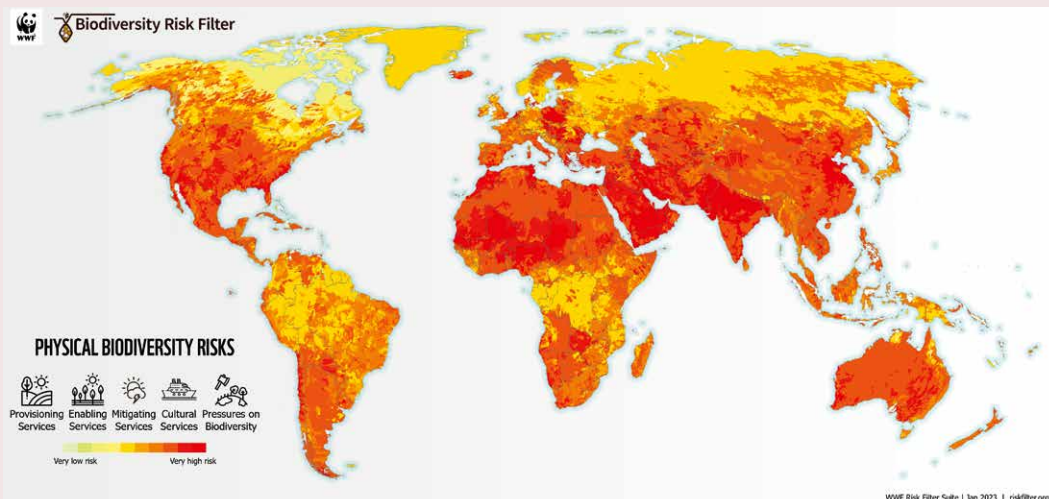 WWF
Biodiversity Risk Filter
PHYSICAL BIODIVERSITY RISKS
Provisioning Services
Enabling Services
Mitigating Services
Cultural Services
Pressures on Biodiversity
Very low risk
Very high risk
WWF Risk Filter Suite | Jan 2023 | riskfilter.org